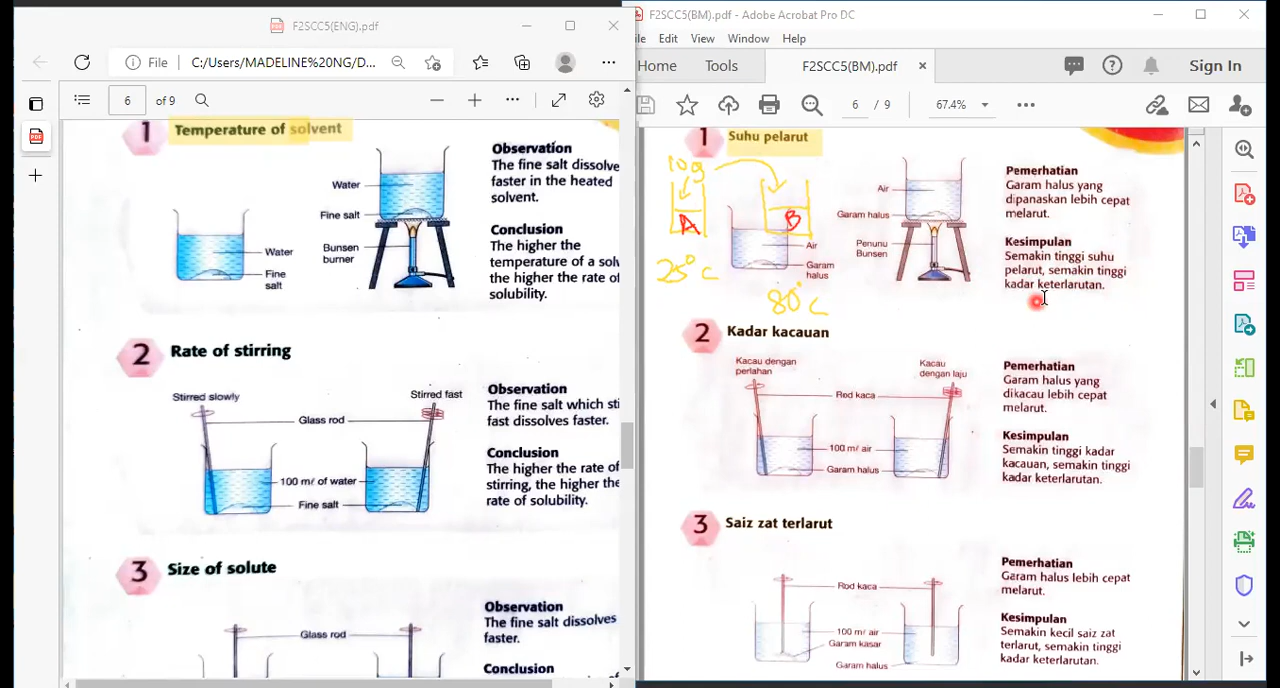 F2SCC5(ENG).pdf
File
C:/Users/MADELINE%20NG/D...
6
of 9
1
Temperature of solvent
Water
Fine salt
Bunsen
burner
Water
Fine
salt
Observation
The fine salt dissolve
faster in the heated
solvent.
Conclusion
The higher the
temperature of a solv
the higher the rate of
solubility.
2
Rate of stirring
Stirred slowly
Stirred fast
Glass rod
100 ml of water
Fine salt
Observation
The fine salt which sti
fast dissolves faster.
Conclusion
The higher the rate of
stirring, the higher the
rate of solubility.
3
Size of solute
Glass rod
Observation
The fine salt dissolves
faster.
Conclusion
F2SCC5(BM).pdf - Adobe Acrobat Pro DC
ile Edit View Window Help
Home
Tools
F2SCC5(BM).pdf
Sign In
6 / 9
67.4%
1
Suhu pelarut
10g
A
B
25°C
80°C
Air
Garam
halus
Air
Garam halus
Penunu
Bunsen
Pemerhatian
Garam halus yang
dipanaskan lebih cepat
melarut.
Kesimpulan
Semakin tinggi suhu
pelarut, semakin tinggi
kadar keterlarutan.
2
Kadar kacauan
Kacau dengan
perlahan
Kacau
dengan laju
Rod kaca
100 ml air
Garam halus
Pemerhatian
Garam halus yang
dikacau lebih cepat
melarut.
Kesimpulan
Semakin tinggi kadar
kacauan, semakin tinggi
kadar keterlarutan.
3
Saiz zat terlarut
Rod kaca
100 ml air
Garam kasar
Garam halus
Pemerhatian
Garam halus lebih cepat
melarut.
Kesimpulan
Semakin kecil saiz zat
terlarut, semakin tinggi
kadar keterlarutan.